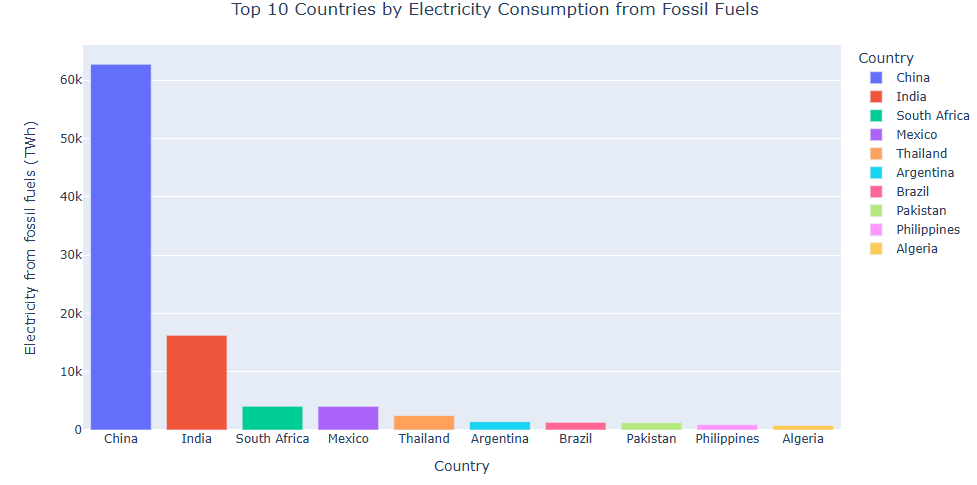 Top 10 Countries by Electricity Consumption from Fossil Fuels
Electricity from fossil fuels (TWh)
60k
50k
40k
30k
20k
10k
0
China India South Africa Mexico Thailand Argentina Brazil Pakistan Philippines Algeria
Country
Country
China
India
South Africa
Mexico
Thailand
Argentina
Brazil
Pakistan
Philippines
Algeria